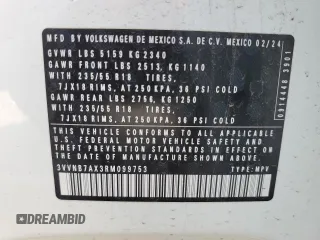 MFD BY VOLKSWAGEN DE MEXICO S.A. DE C.V. MEXICO 02/24
GVWR LBS 5159 KG 2340
GAWR FRONT LBS 2513, KG 1140
WITH 235/55 R18 TIRES,
7JX18 RIMS, AT 250 KPA, 36 PSI COLD
GAWR REAR LBS 2756, KG 1250
WITH 235/55 R18 TIRES,
7JX18 RIMS, AT 250 KPA, 36 PSI COLD
THIS VEHICLE CONFORMS TO ALL APPLICABLE
U.S. FEDERAL MOTOR VEHICLE SAFETY AND
THEFT PREVENTION STANDARDS IN EFFECT ON THE
DATE OF MANUFACTURE SHOWN ABOVE.
3VVNB7AX3RM099753 TYPE: MPV
0314448 3901
AUTOBIDCAR